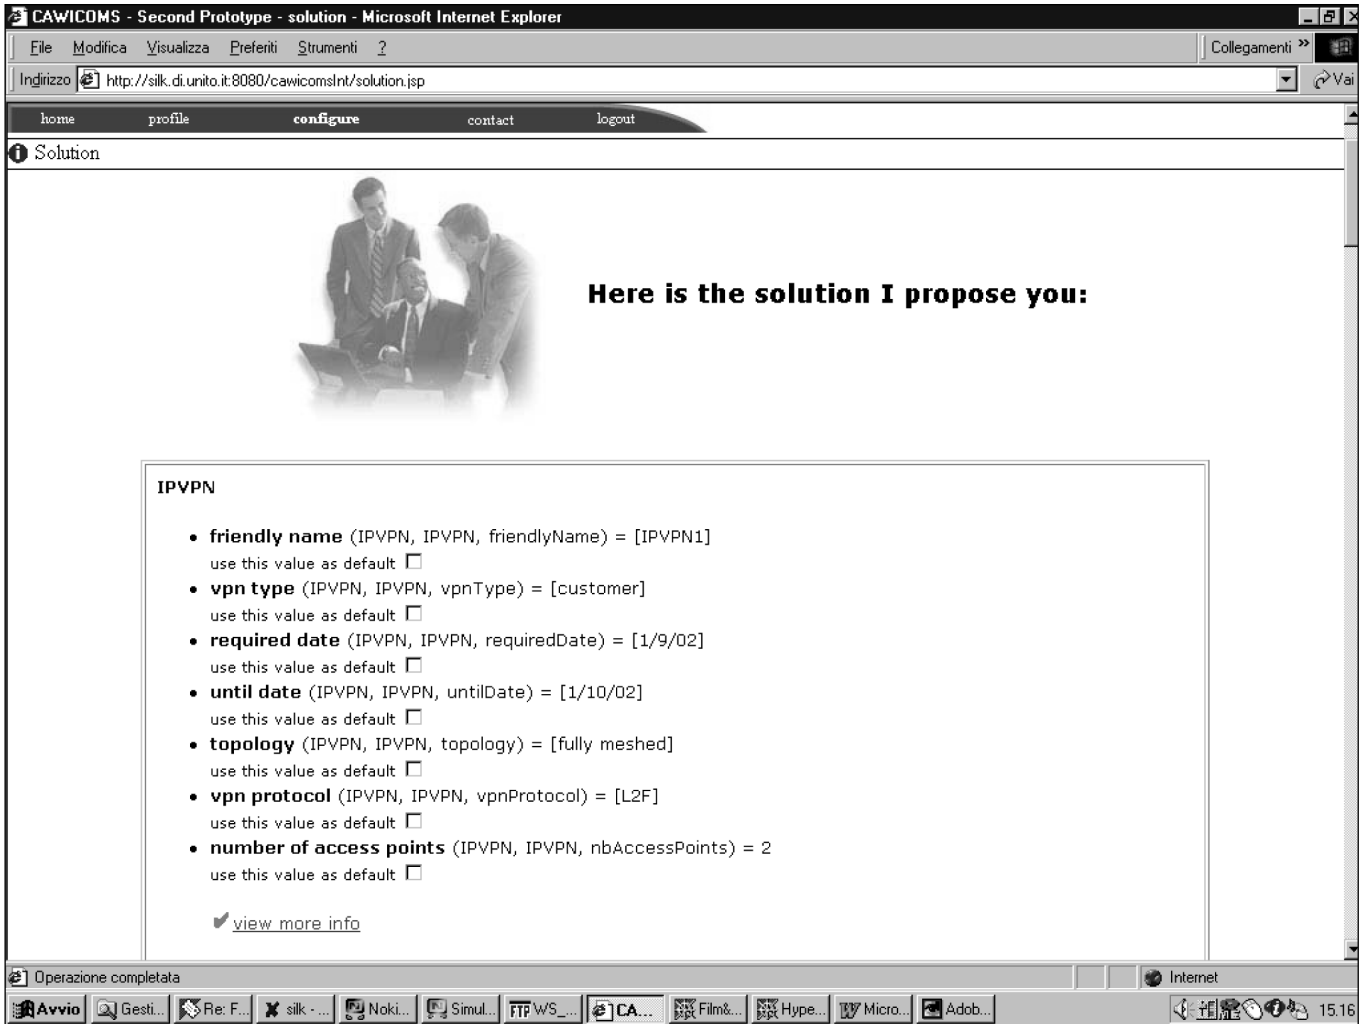 CAWICOMS - Second Prototype - solution - Microsoft Internet Explorer
File Modifica Visualizza Preferiti Strumenti ? Collegamenti »
Indirizzo http://silk.di.unito.it:8080/cawicomsInt/solution.jsp Vai
home profile configure contact logout
Solution
Here is the solution I propose you:
IPVPN
• friendly name (IPVPN, IPVPN, friendlyName) = [IPVPN1]
use this value as default
• vpn type (IPVPN, IPVPN, vpnType) = [customer]
use this value as default
• required date (IPVPN, IPVPN, requiredDate) = [1/9/02]
use this value as default
• until date (IPVPN, IPVPN, untilDate) = [1/10/02]
use this value as default
• topology (IPVPN, IPVPN, topology) = [fully meshed]
use this value as default
• vpn protocol (IPVPN, IPVPN, vpnProtocol) = [L2F]
use this value as default
• number of access points (IPVPN, IPVPN, nbAccessPoints) = 2
use this value as default
view more info
Operazione completata Internet
Avvio Gesti... Re: F... silk - ... Noki... Simul... WS_... CA... Film&... Hype... Micro... Adob... 15.16